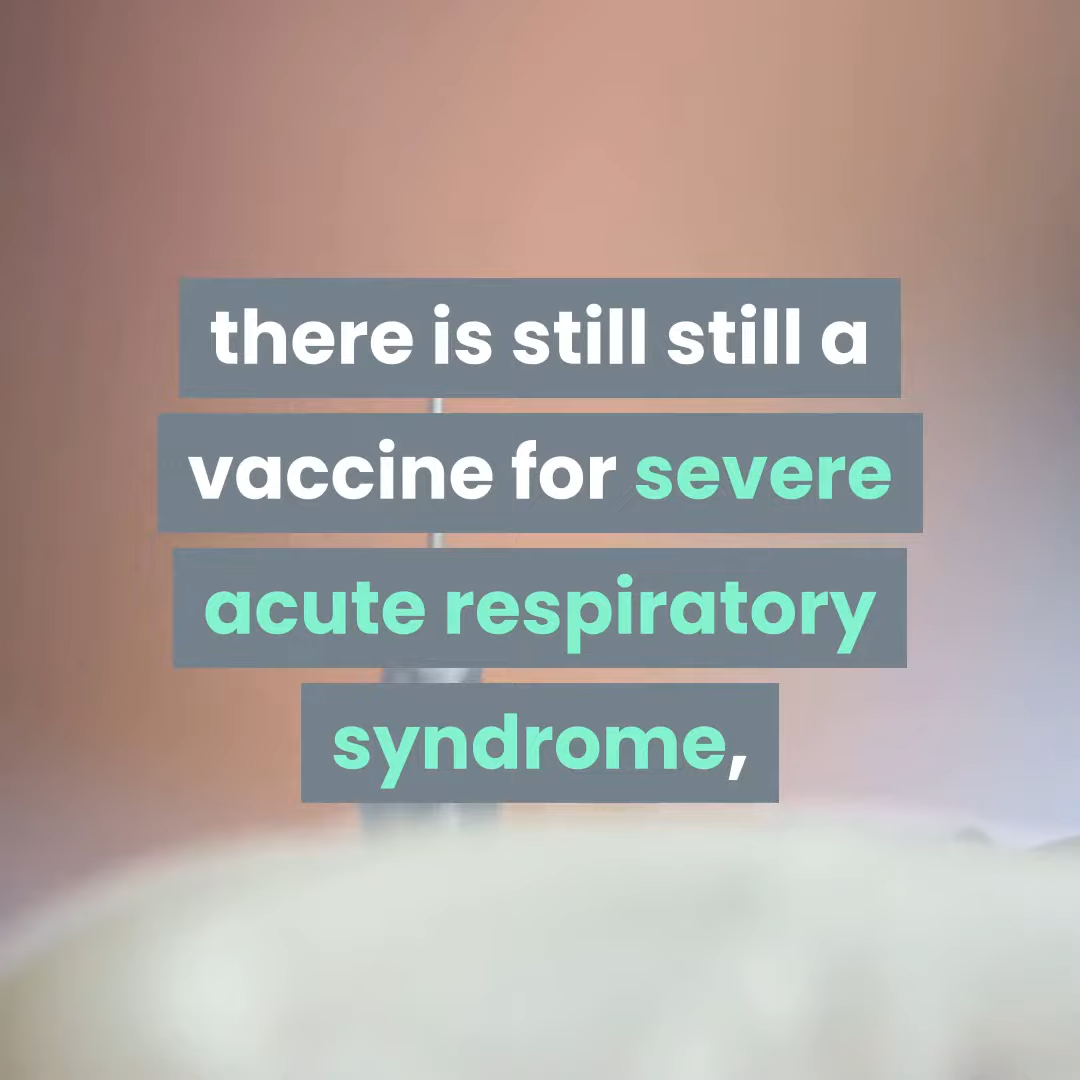 there is still still a
vaccine for severe
acute respiratory
syndrome,